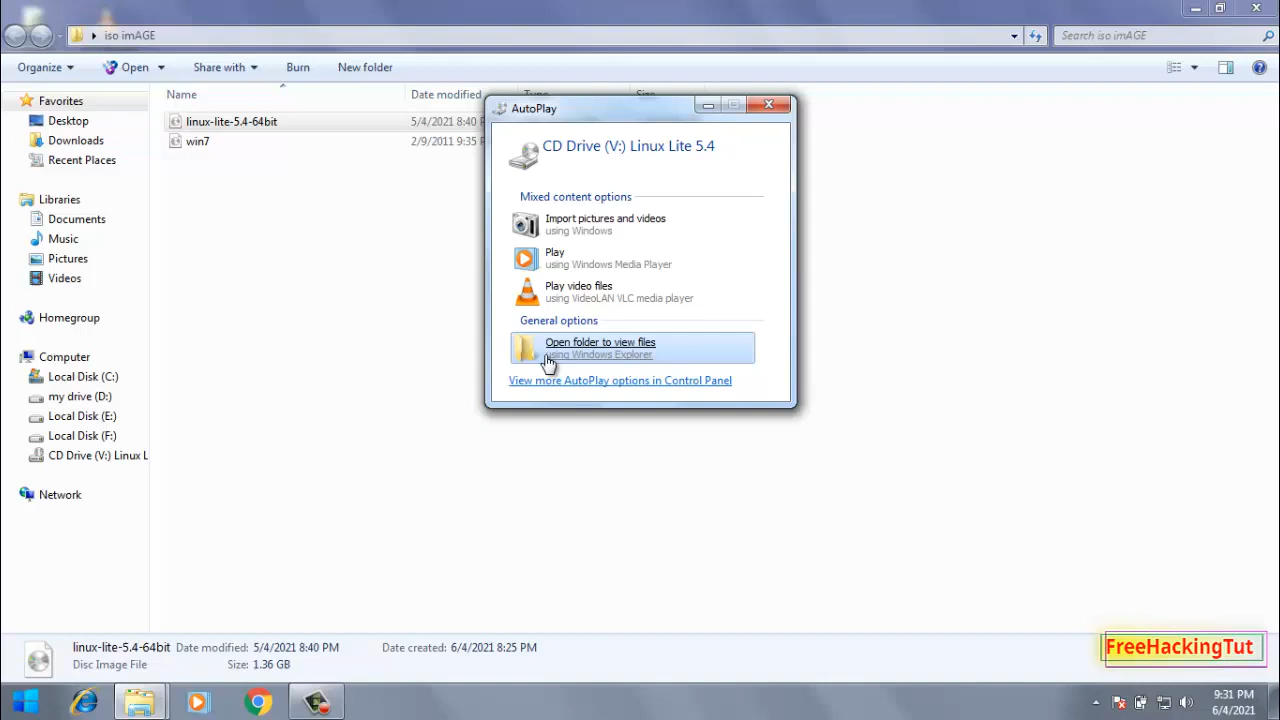 iso imAGE
Search iso imAGE
Organize
Open
Share with
Burn
New folder
Favorites
Desktop
Downloads
Recent Places
Libraries
Documents
Music
Pictures
Videos
Homegroup
Computer
Local Disk (C:)
my drive (D:)
Local Disk (E:)
Local Disk (F:)
CD Drive (V:) Linux L
Network
Name
Date modified
Type
Size
linux-lite-5.4-64bit
5/4/2021 8:40
win7
2/9/2011 9:35
AutoPlay
CD Drive (V:) Linux Lite 5.4
Mixed content options
Import pictures and videos
using Windows
Play
using Windows Media Player
Play video files
using VideoLAN VLC media player
General options
Open folder to view files
using Windows Explorer
View more AutoPlay options in Control Panel
linux-lite-5.4-64bit Date modified: 5/4/2021 8:40 PM Date created: 6/4/2021 8:25 PM
Disc Image File Size: 1.36 GB
FreeHackingTut
9:31 PM
6/4/2021